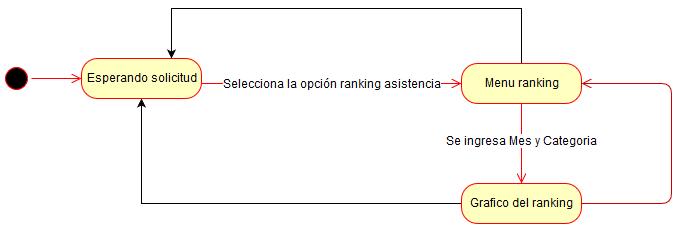 Esperando solicitud
Selecciona la opción ranking asistencia
Menu ranking
Se ingresa Mes y Categoria
Grafico del ranking